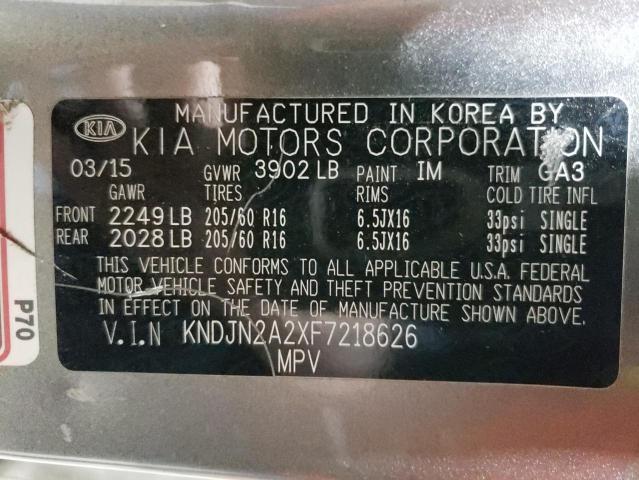 MANUFACTURED IN KOREA BY
KIA KIA MOTORS CORPORATION
03/15 GVWR 3902 LB PAINT IM TRIM GA3
GAWR TIRES RIMS COLD TIRE INFL
FRONT 2249 LB 205/60 R16 6.5JX16 33psi SINGLE
REAR 2028 LB 205/60 R16 6.5JX16 33psi SINGLE
THIS VEHICLE CONFORMS TO ALL APPLICABLE U.S.A. FEDERAL
MOTOR VEHICLE SAFETY AND THEFT PREVENTION STANDARDS
IN EFFECT ON THE DATE OF MANUFACTURE SHOWN ABOVE.
V.I.N KNDJN2A2XF7218626
MPV
P70